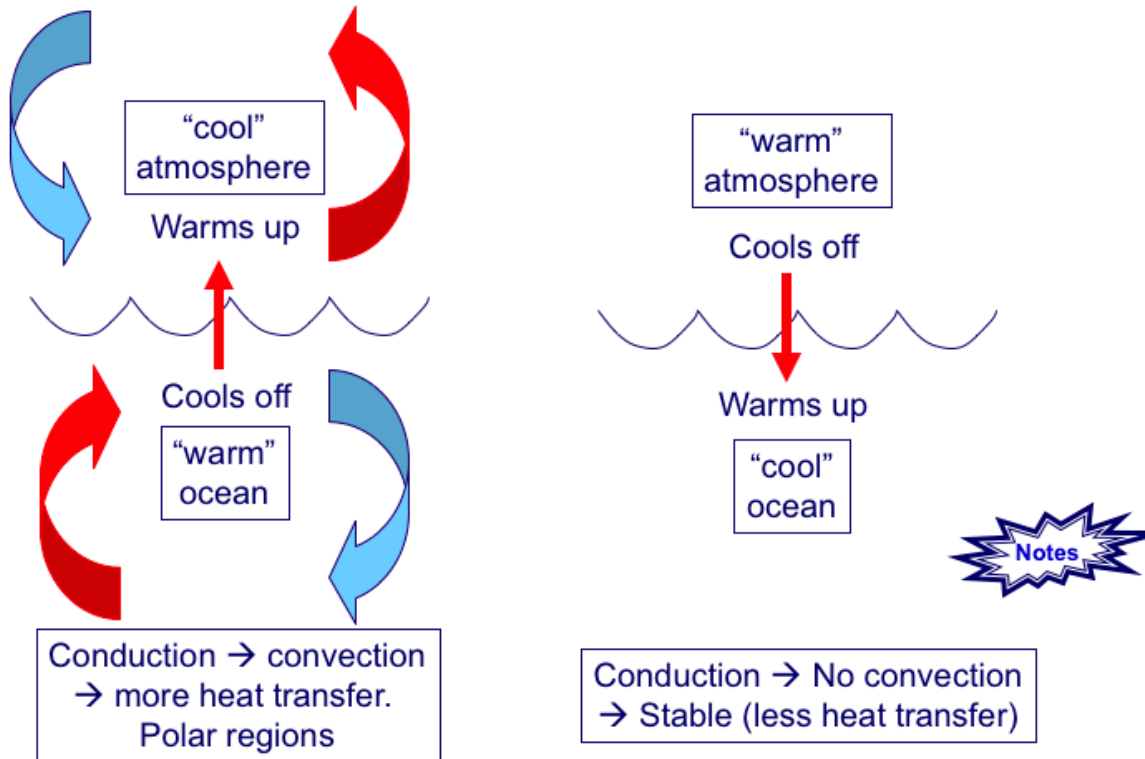 “cool”
atmosphere
Warms up
Cools off
“warm”
ocean
Conduction → convection
→ more heat transfer.
Polar regions
“warm”
atmosphere
Cools off
Warms up
“cool”
ocean
Notes
Conduction → No convection
→ Stable (less heat transfer)